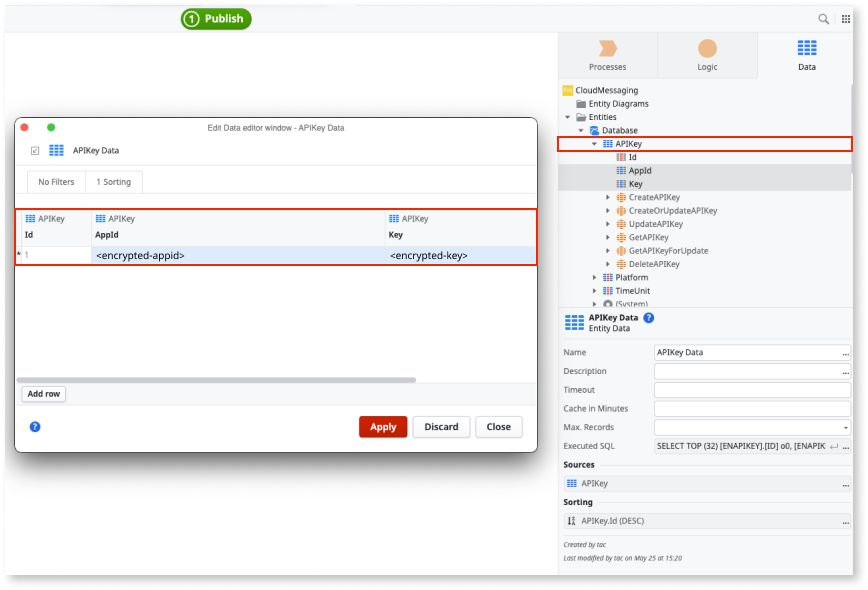 1 Publish
Processes
Logic
Data
CloudMessaging
Entity Diagrams
Entities
Database
APIKey
Id
AppId
Key
CreateAPIKey
CreateOrUpdateAPIKey
UpdateAPIKey
GetAPIKey
GetAPIKeyForUpdate
DeleteAPIKey
Platform
TimeUnit
(System)
Edit Data editor window - APIKey Data
APIKey Data
No Filters
1 Sorting
APIKey APIKey APIKey
Id AppId Key
* 1 <encrypted-appid> <encrypted-key>
Add row
?
Apply Discard Close
APIKey Data ?
Entity Data
Name APIKey Data ...
Description ...
Timeout
Cache in Minutes
Max. Records
Executed SQL SELECT TOP (32) [ENAPIKEY].[ID] o0, [ENAPIK ...
Sources
APIKey ...
Sorting
APIKey.Id (DESC) ...
Created by tac
Last modified by tac on May 25 at 15:20